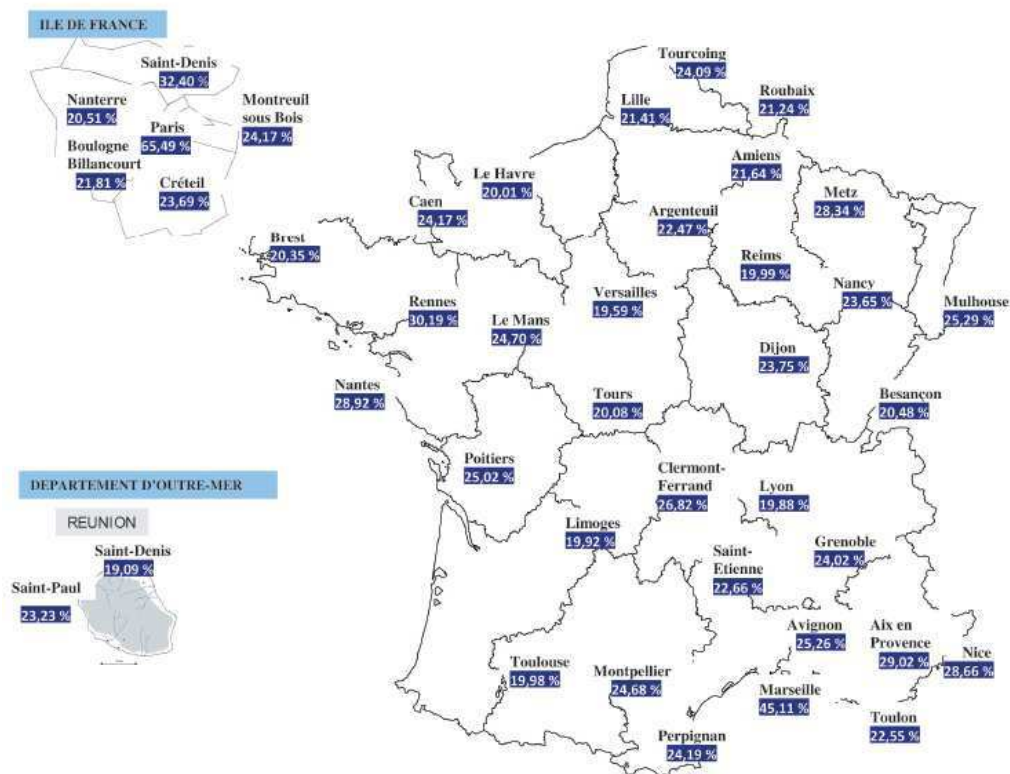 ILE DE FRANCE
Saint-Denis
32,40 %
Nanterre
20,51 %
Montreuil
sous Bois
24,17 %
Paris
65,49 %
Boulogne
Billancourt
21,81 %
Créteil
23,69 %
Tourcoing
24,09 %
Roubaix
21,24 %
Lille
21,41 %
Amiens
21,64 %
Le Havre
20,01 %
Metz
28,34 %
Caen
24,17 %
Argenteuil
22,47 %
Brest
20,35 %
Reims
19,99 %
Nancy
23,65 %
Versailles
19,59 %
Mulhouse
25,29 %
Rennes
30,19 %
Le Mans
24,70 %
Dijon
23,75 %
Nantes
28,92 %
Tours
20,08 %
Besançon
20,48 %
Poitiers
25,02 %
Clermont-
Ferrand
26,82 %
Lyon
19,88 %
DEPARTEMENT D'OUTRE-MER
REUNION
Saint-Denis
19,09 %
Saint-Paul
23,23 %
Limoges
19,92 %
Grenoble
24,02 %
Saint-
Etienne
22,66 %
Avignon
25,26 %
Aix en
Provence
29,02 %
Nice
28,66 %
Toulouse
19,98 %
Montpellier
24,68 %
Marseille
45,11 %
Toulon
22,55 %
Perpignan
24,19 %